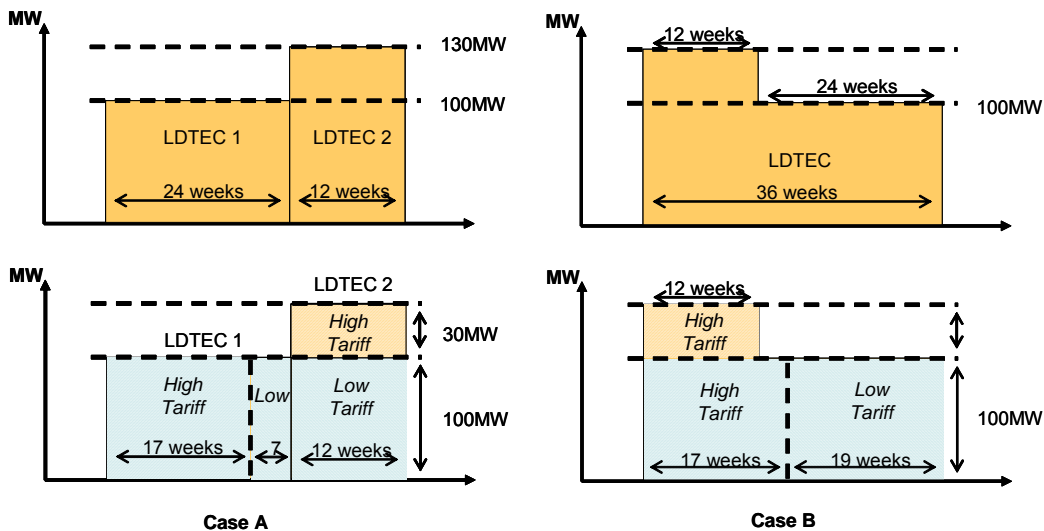 MW
130MW
100MW
LDTEC 1
LDTEC 2
24 weeks
12 weeks
MW
12 weeks
24 weeks
100MW
LDTEC
36 weeks
MW
LDTEC 2
LDTEC 1
High
Tariff
30MW
High
Tariff
Low
Low
Tariff
100MW
17 weeks
7
12 weeks
Case A
MW
12 weeks
High
Tariff
High
Tariff
Low
Tariff
100MW
17 weeks
19 weeks
Case B